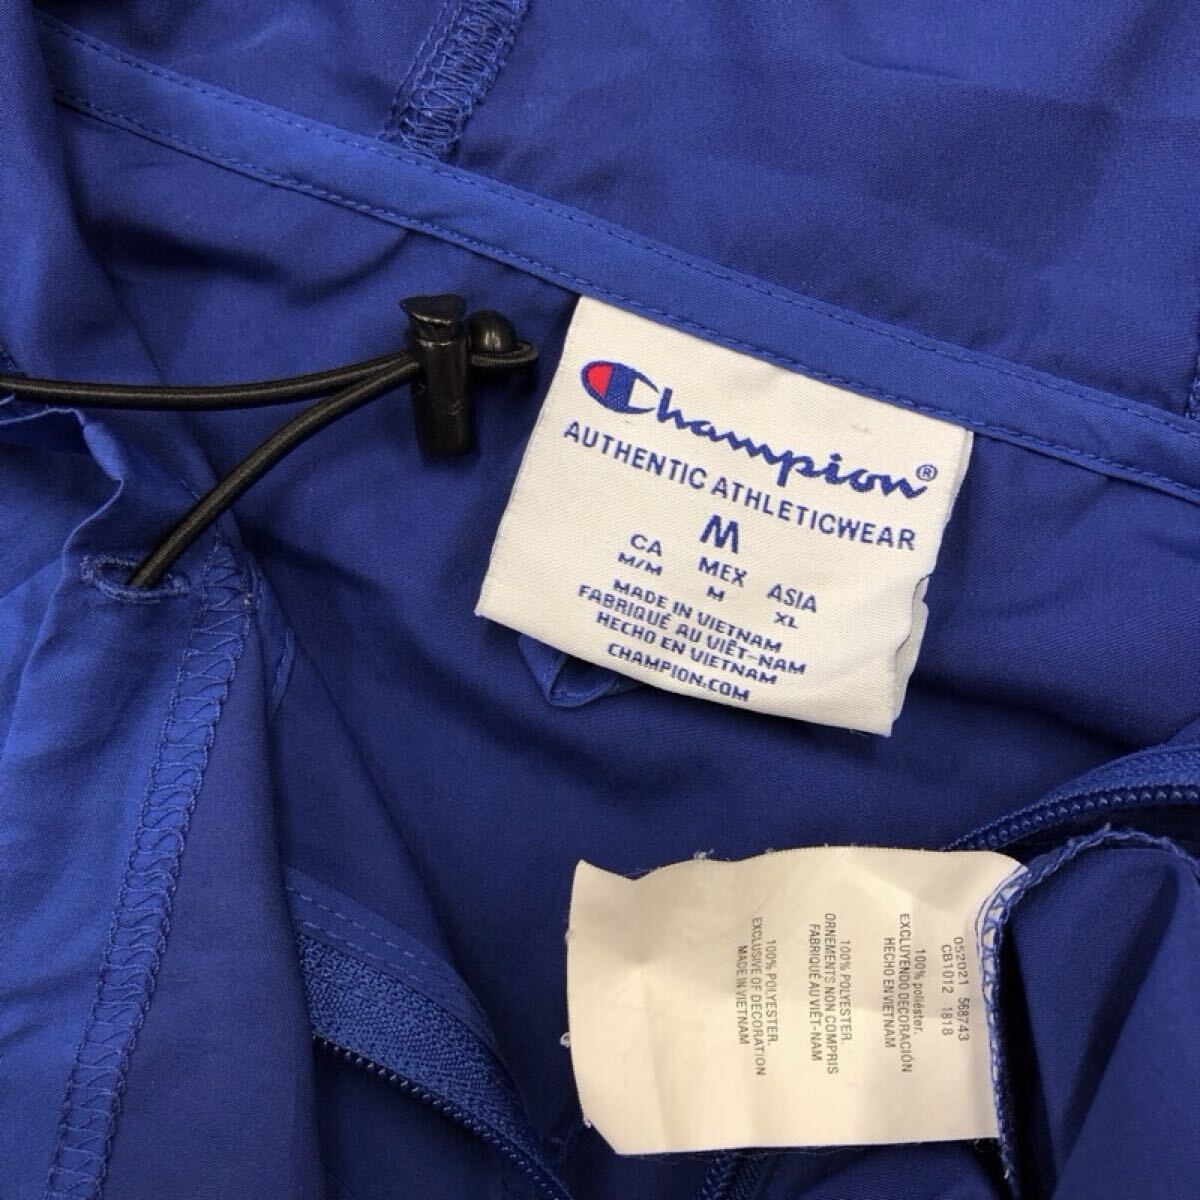 Champion®
AUTHENTIC ATHLETICWEAR
M
CA MEX ASIA
M/M M XL
MADE IN VIETNAM
FABRIQUÉ AU VIÊT-NAM
HECHO EN VIETNAM
CHAMPION.COM
052021 568743
CB1012 1818
100% poliéster.
EXCLUYENDO DECORACIÓN
HECHO EN VIETNAM
100% POLYESTER.
ORNEMENTS NON COMPRIS
FABRIQUÉ AU VIÊT-NAM
100% POLYESTER.
EXCLUSIVE OF DECORATION
MADE IN VIETNAM